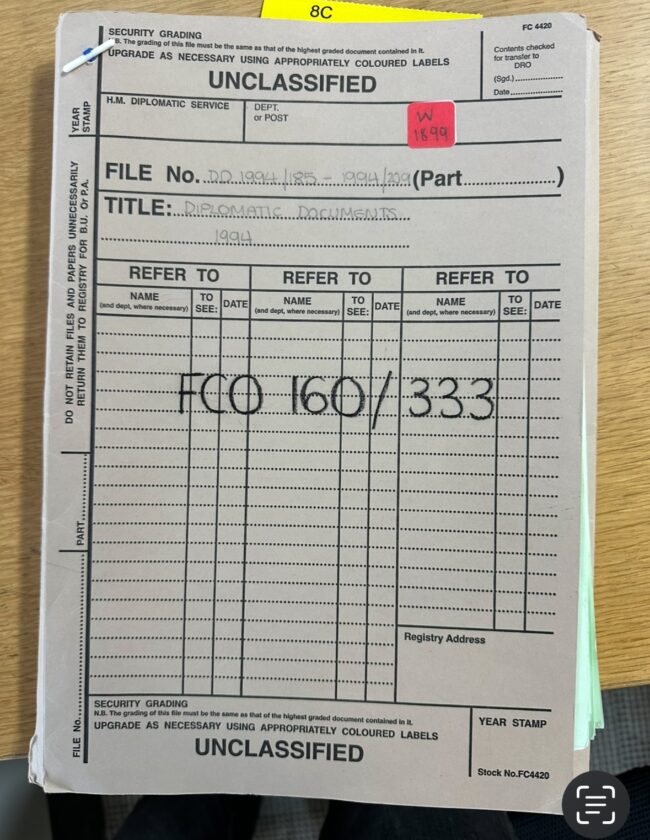 8C
FC 4420
SECURITY GRADING
N.B. The grading of this file must be the same as that of the highest graded document contained in it.
UPGRADE AS NECESSARY USING APPROPRIATELY COLOURED LABELS
UNCLASSIFIED
Contents checked
for transfer to
DRO
(Sgd.)
Date
H.M. DIPLOMATIC SERVICE
DEPT.
or POST
W
1899
YEAR
STAMP
FILE No. DD 1994/185 - 1994/209 (Part )
TITLE: DIPLOMATIC DOCUMENTS
1994
DO NOT RETAIN FILES AND PAPERS UNNECESSARILY
RETURN THEM TO REGISTRY FOR B.U. Or P.A.
REFER TO REFER TO REFER TO
NAME TO DATE NAME TO DATE NAME TO DATE
(and dept, where necessary) SEE: (and dept, where necessary) SEE: (and dept, where necessary) SEE:
FCO 160/333
PART
FILE No.
Registry Address
SECURITY GRADING
N.B. The grading of this file must be the same as that of the highest graded document contained in it.
UPGRADE AS NECESSARY USING APPROPRIATELY COLOURED LABELS
UNCLASSIFIED
YEAR STAMP
Stock No.FC4420